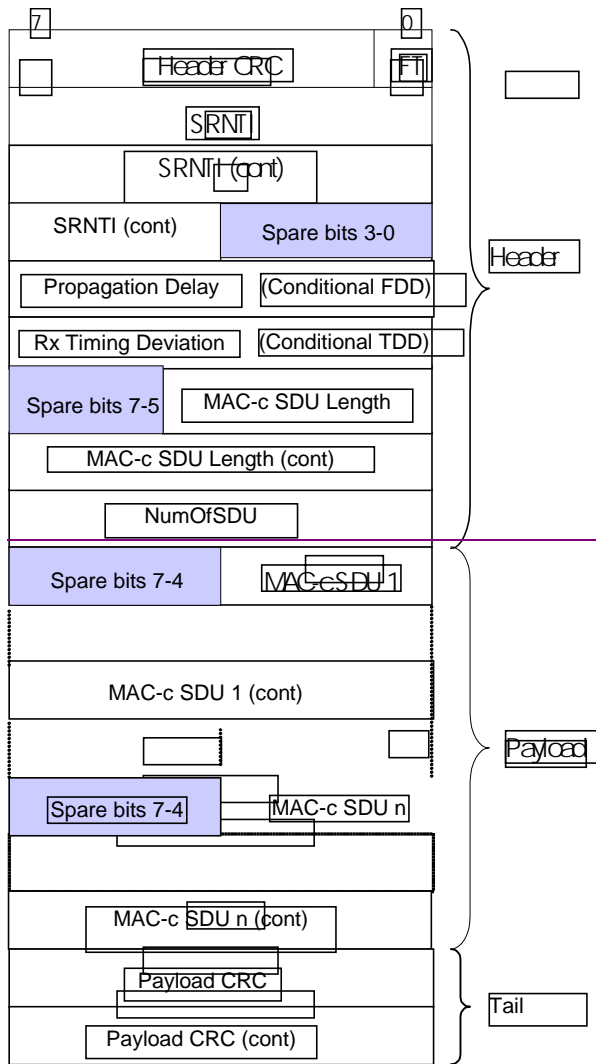 7 0
Header CRC FT
SRNTI
SRNTI (cont)
SRNTI (cont) Spare bits 3-0
Header
Propagation Delay (Conditional FDD)
Rx Timing Deviation (Conditional TDD)
Spare bits 7-5 MAC-c SDU Length
MAC-c SDU Length (cont)
NumOfSDU
Spare bits 7-4 MAC-c SDU 1
MAC-c SDU 1 (cont)
Payload
Spare bits 7-4 MAC-c SDU n
MAC-c SDU n (cont)
Payload CRC
Tail
Payload CRC (cont)